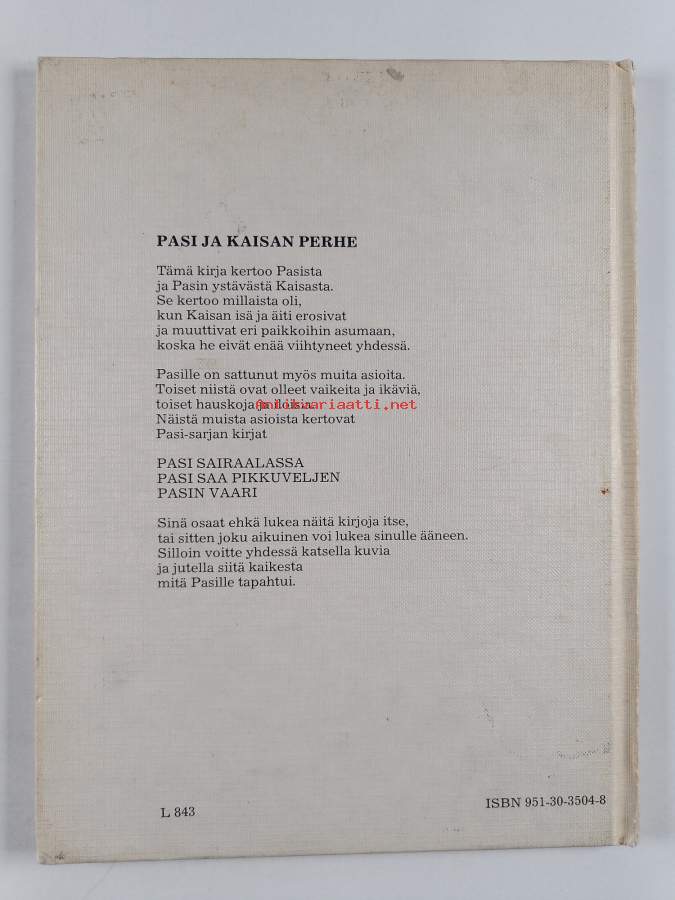 PASI JA KAISAN PERHE
Tämä kirja kertoo Pasista
ja Pasin ystävästä Kaisasta.
Se kertoo millaista oli,
kun Kaisan isä ja äiti erosivat
ja muuttivat eri paikkoihin asumaan,
koska he eivät enää viihtyneet yhdessä.
Pasille on sattunut myös muita asioita.
Toiset niistä ovat olleet vaikeita ja ikäviä,
toiset hauskoja ja iloisia.
Antikvariaatti.net
Näistä muista asioista kertovat
Pasi-sarjan kirjat
PASI SAIRAALASSA
PASI SAA PIKKUVELJEN
PASIN VAARI
Sinä osaat ehkä lukea näitä kirjoja itse,
tai sitten joku aikuinen voi lukea sinulle ääneen.
Silloin voitte yhdessä katsella kuvia
ja jutella siitä kaikesta
mitä Pasille tapahtui.
L 843
ISBN 951-30-3504-8